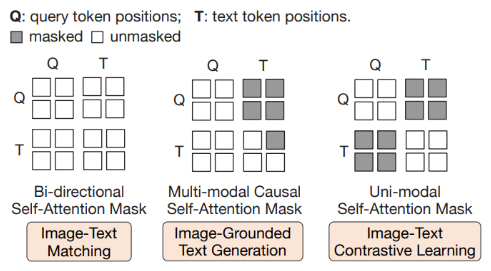 Q: query token positions; T: text token positions.
masked unmasked
Q T
Q
T
Bi-directional
Self-Attention Mask
Image-Text
Matching
Q T
Q
T
Multi-modal Causal
Self-Attention Mask
Image-Grounded
Text Generation
Q T
Q
T
Uni-modal
Self-Attention Mask
Image-Text
Contrastive Learning